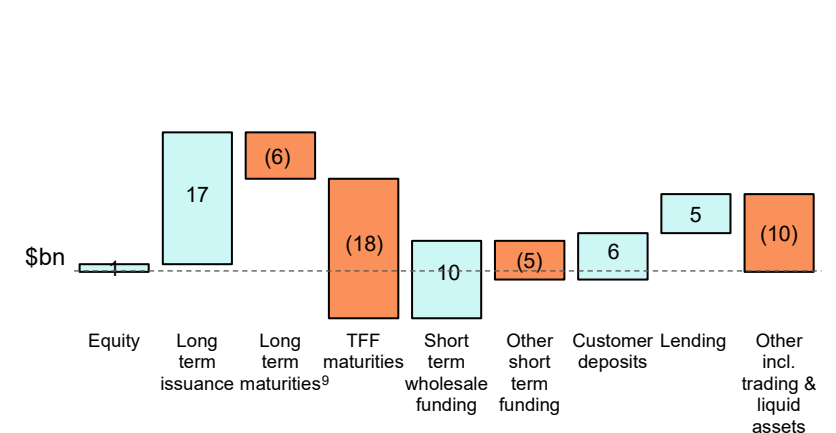 17
(6)
(18)
5
(10)
6
(5)
10
1
$bn
Equity
Long
term
issuance
Long
term
maturities⁹
TFF
maturities
Short
term
wholesale
funding
Other
short
term
funding
Customer
deposits
Lending
Other
incl.
trading &
liquid
assets